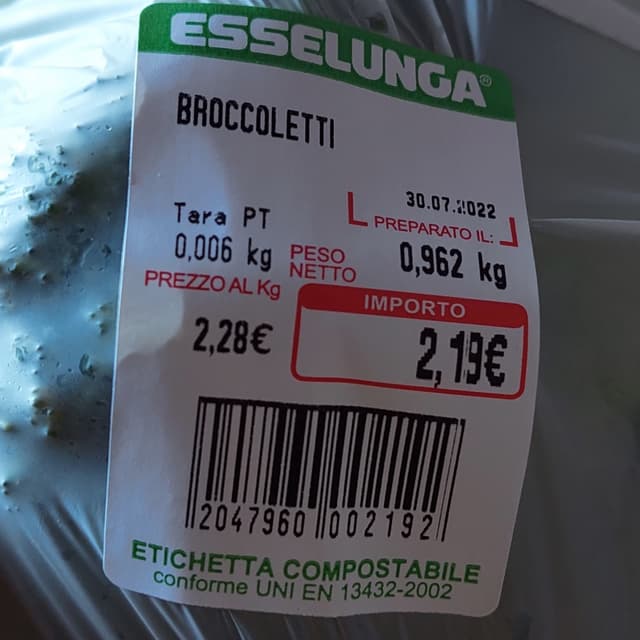 ESSELUNGA®
BROCCOLETTI
30.07.2022
PREPARATO IL:
Tara PT
0,006 kg
PESO
NETTO
0,962 kg
PREZZO AL Kg
2,28€
IMPORTO
2,19€
2047960 002192
ETICHETTA COMPOSTABILE
conforme UNI EN 13432-2002